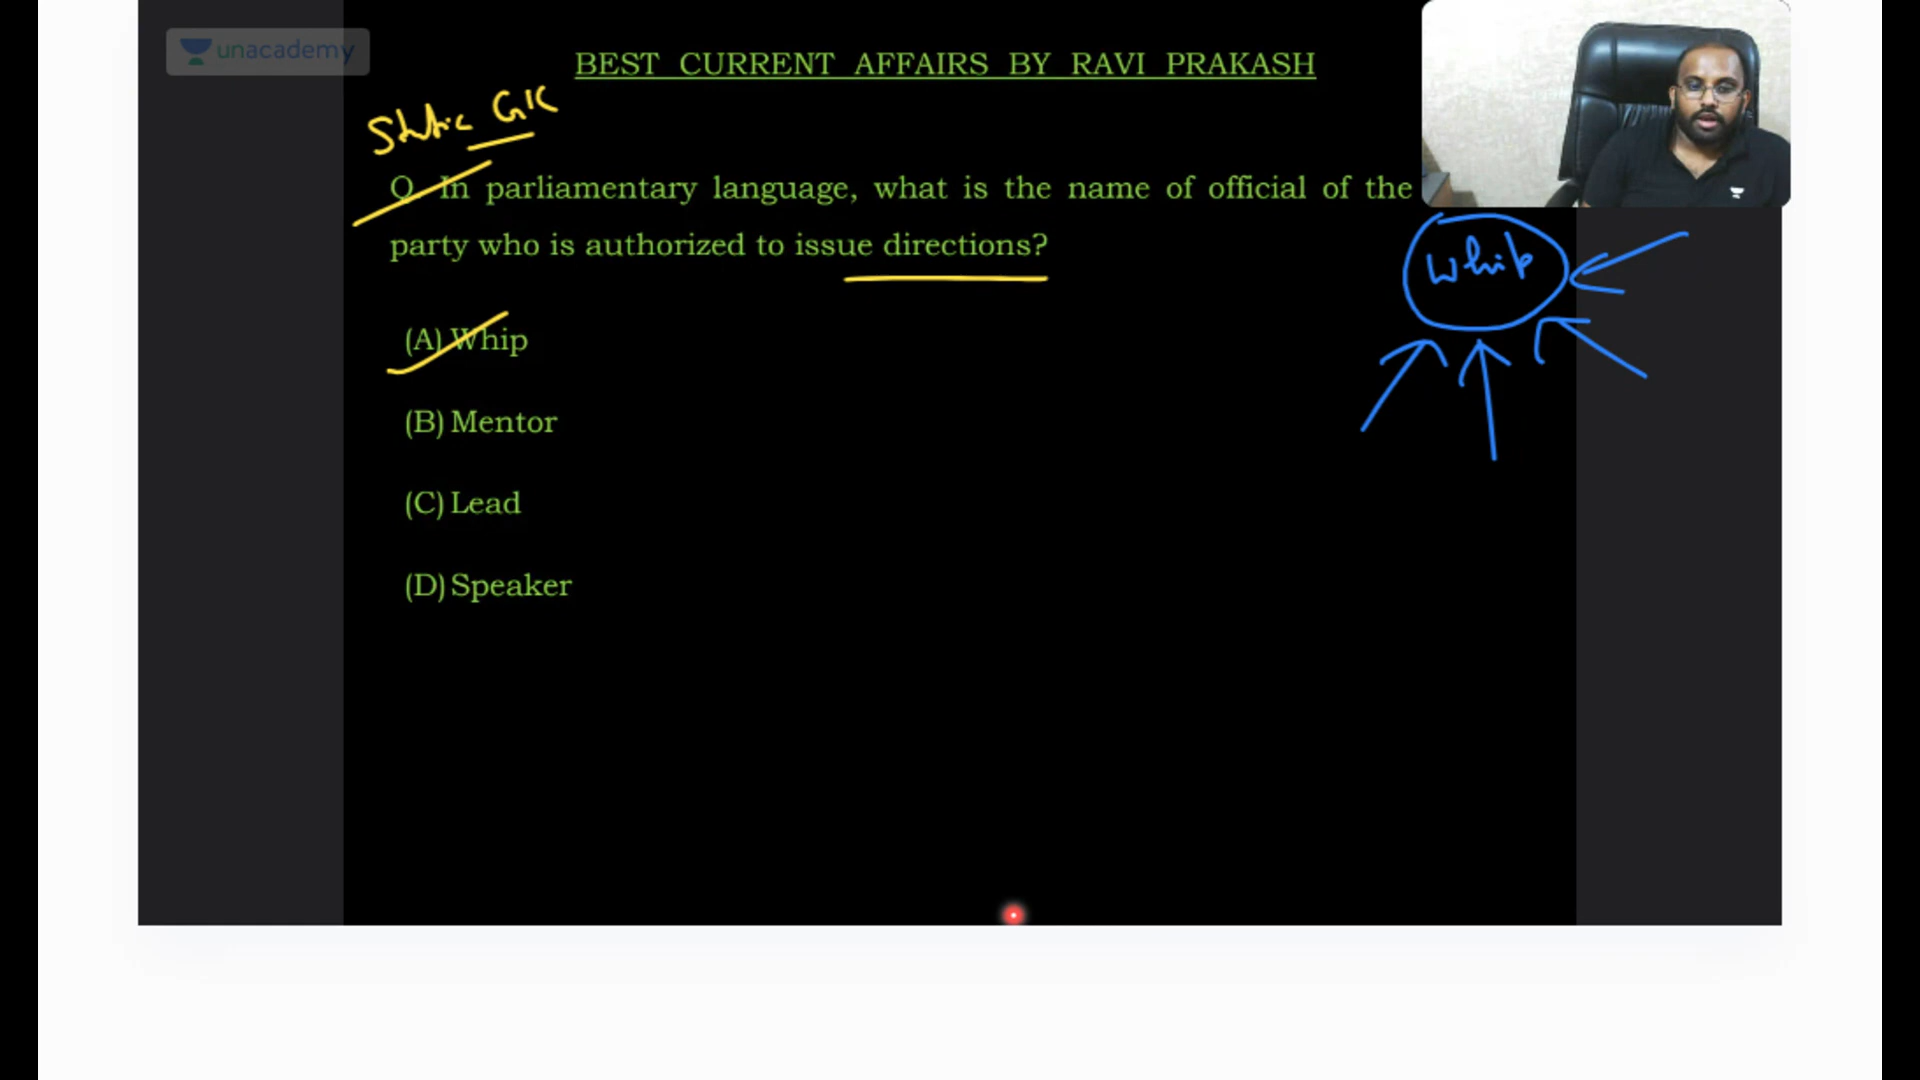 unacademy
BEST CURRENT AFFAIRS BY RAVI PRAKASH
Static GK
Q. In parliamentary language, what is the name of official of the
party who is authorized to issue directions?
Whip
(A) Whip
(B) Mentor
(C) Lead
(D) Speaker